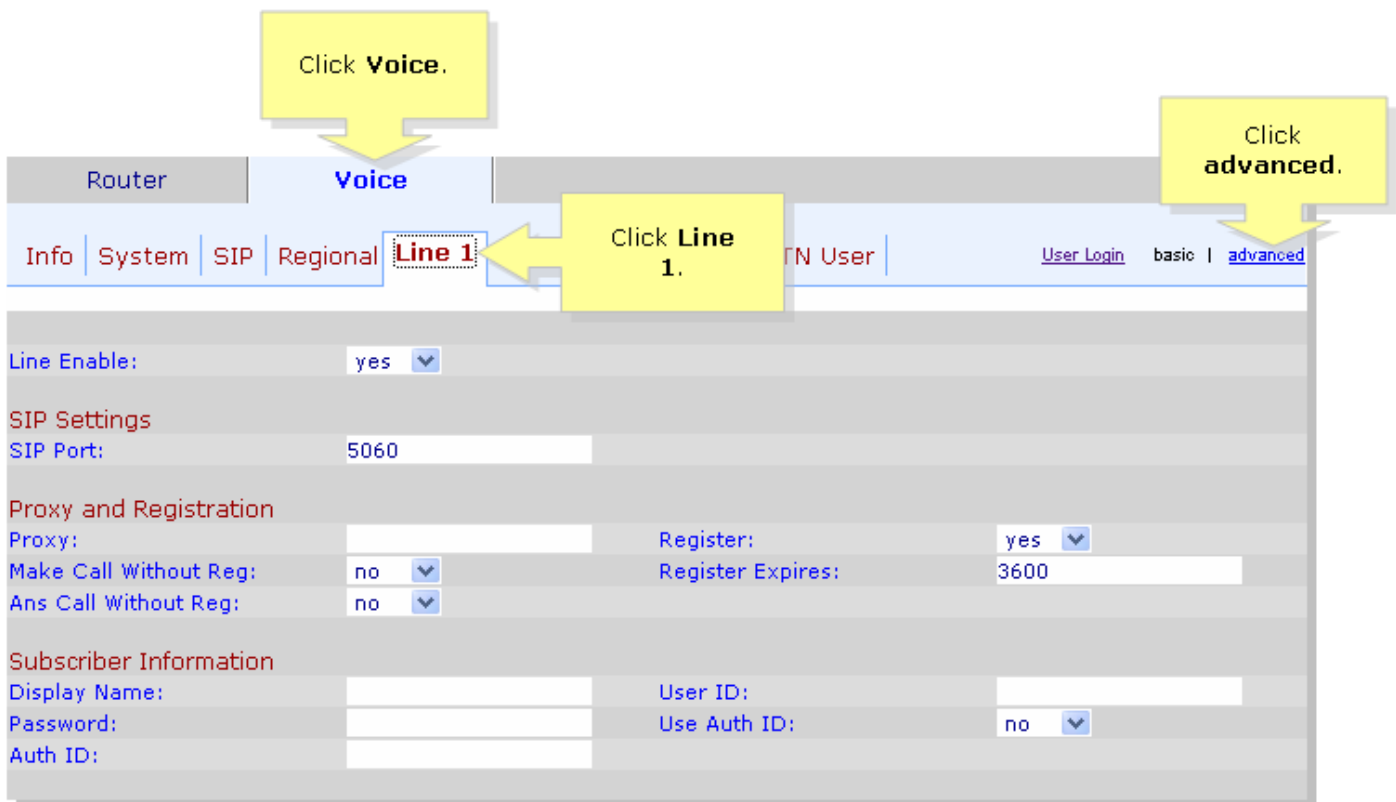 Click Voice.
Click
advanced.
Router
Voice
Click Line
1.
Info
System
SIP
Regional
Line 1
TN User
User Login basic | advanced
Line Enable: yes
SIP Settings
SIP Port: 5060
Proxy and Registration
Proxy: Register: yes
Make Call Without Reg: no Register Expires: 3600
Ans Call Without Reg: no
Subscriber Information
Display Name: User ID:
Password: Use Auth ID: no
Auth ID: